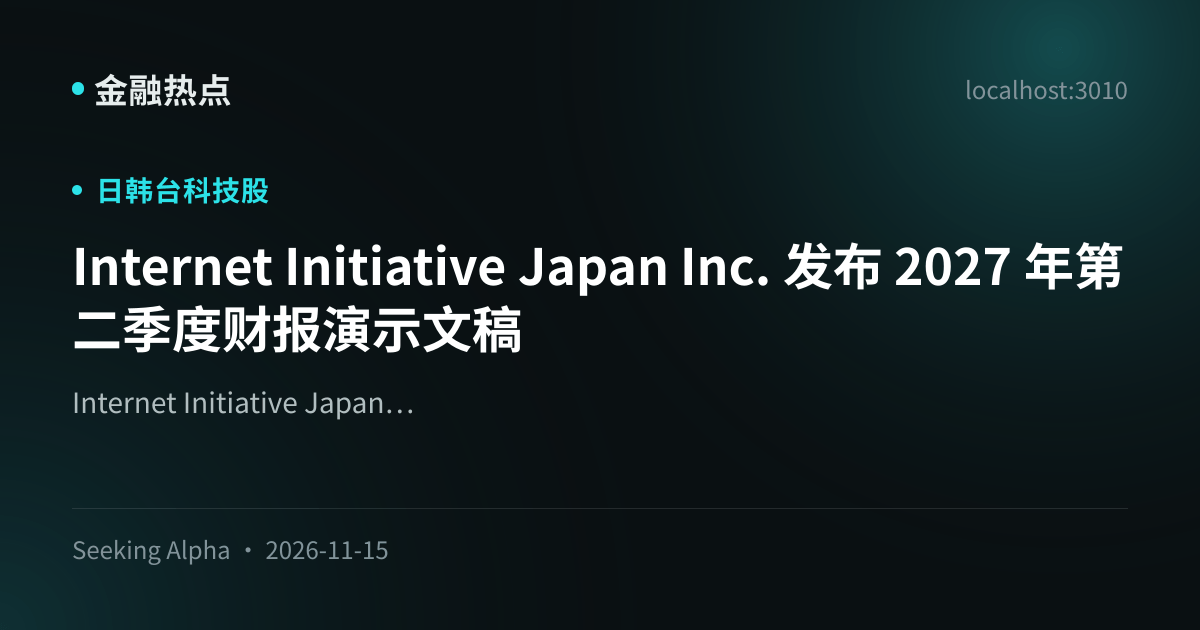 金融热点
localhost:3010
日韩台科技股
Internet Initiative Japan Inc. 发布 2027 年第
二季度财报演示文稿
Internet Initiative Japan…
Seeking Alpha · 2026-11-15